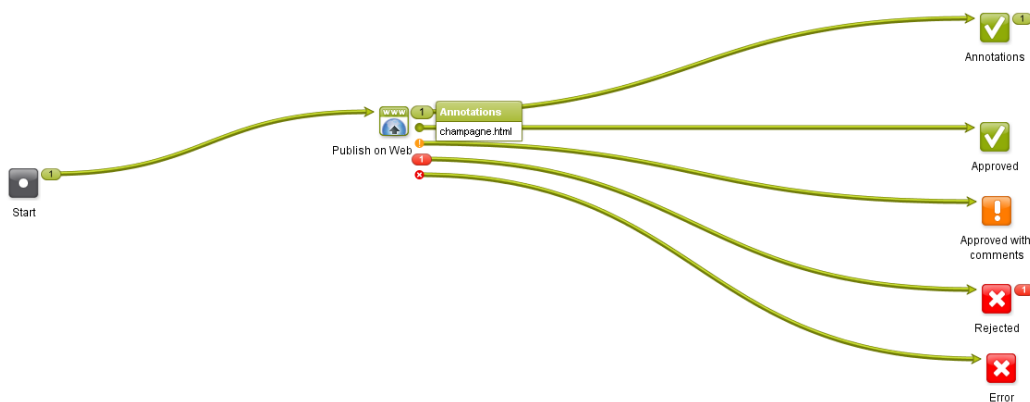 1
Annotations
WWW
1
Annotations
champagne.html
Publish on Web
1
Approved
1
Start
Approved with
comments
1
Rejected
Error